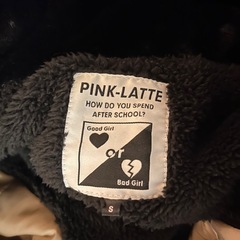 PINK-LATTE
HOW DO YOU SPEND
AFTER SCHOOL?
Good Girl
or
Bad Girl
S